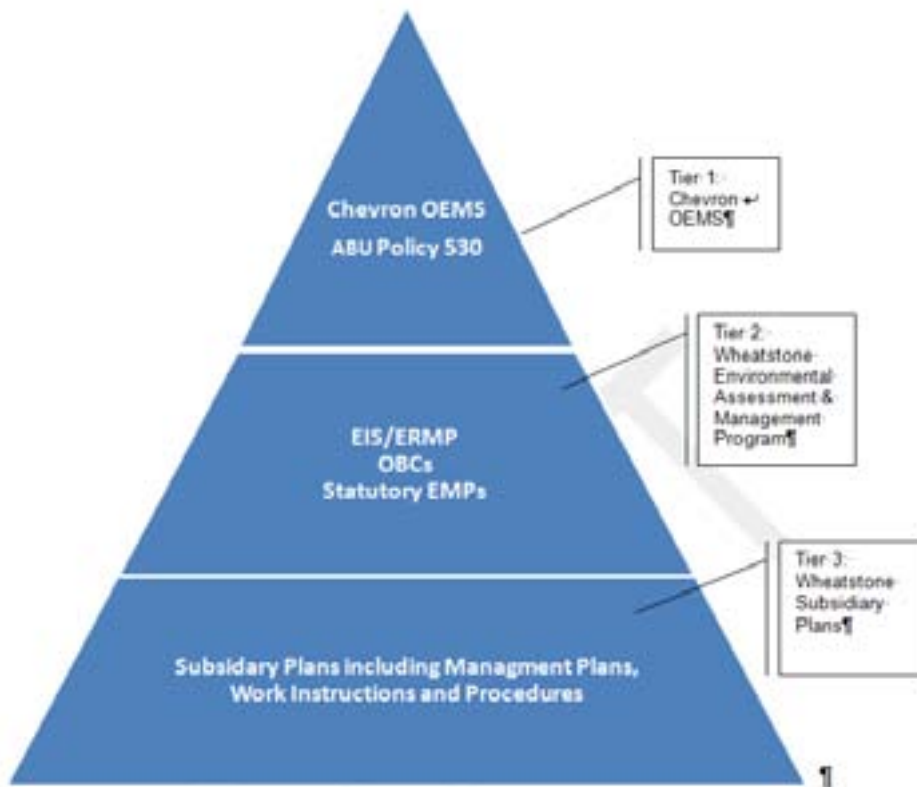 Chevron OEMS
ABU Policy 530
Tier 1:
Chevron ↵
OEMS¶
EIS/ERMP
OBCs
Statutory EMPs
Tier 2:
Wheatstone
Environmental
Assessment &
Management
Program¶
Subsidary Plans including Managment Plans,
Work Instructions and Procedures
Tier 3:
Wheatstone
Subsidiary
Plans¶
¶